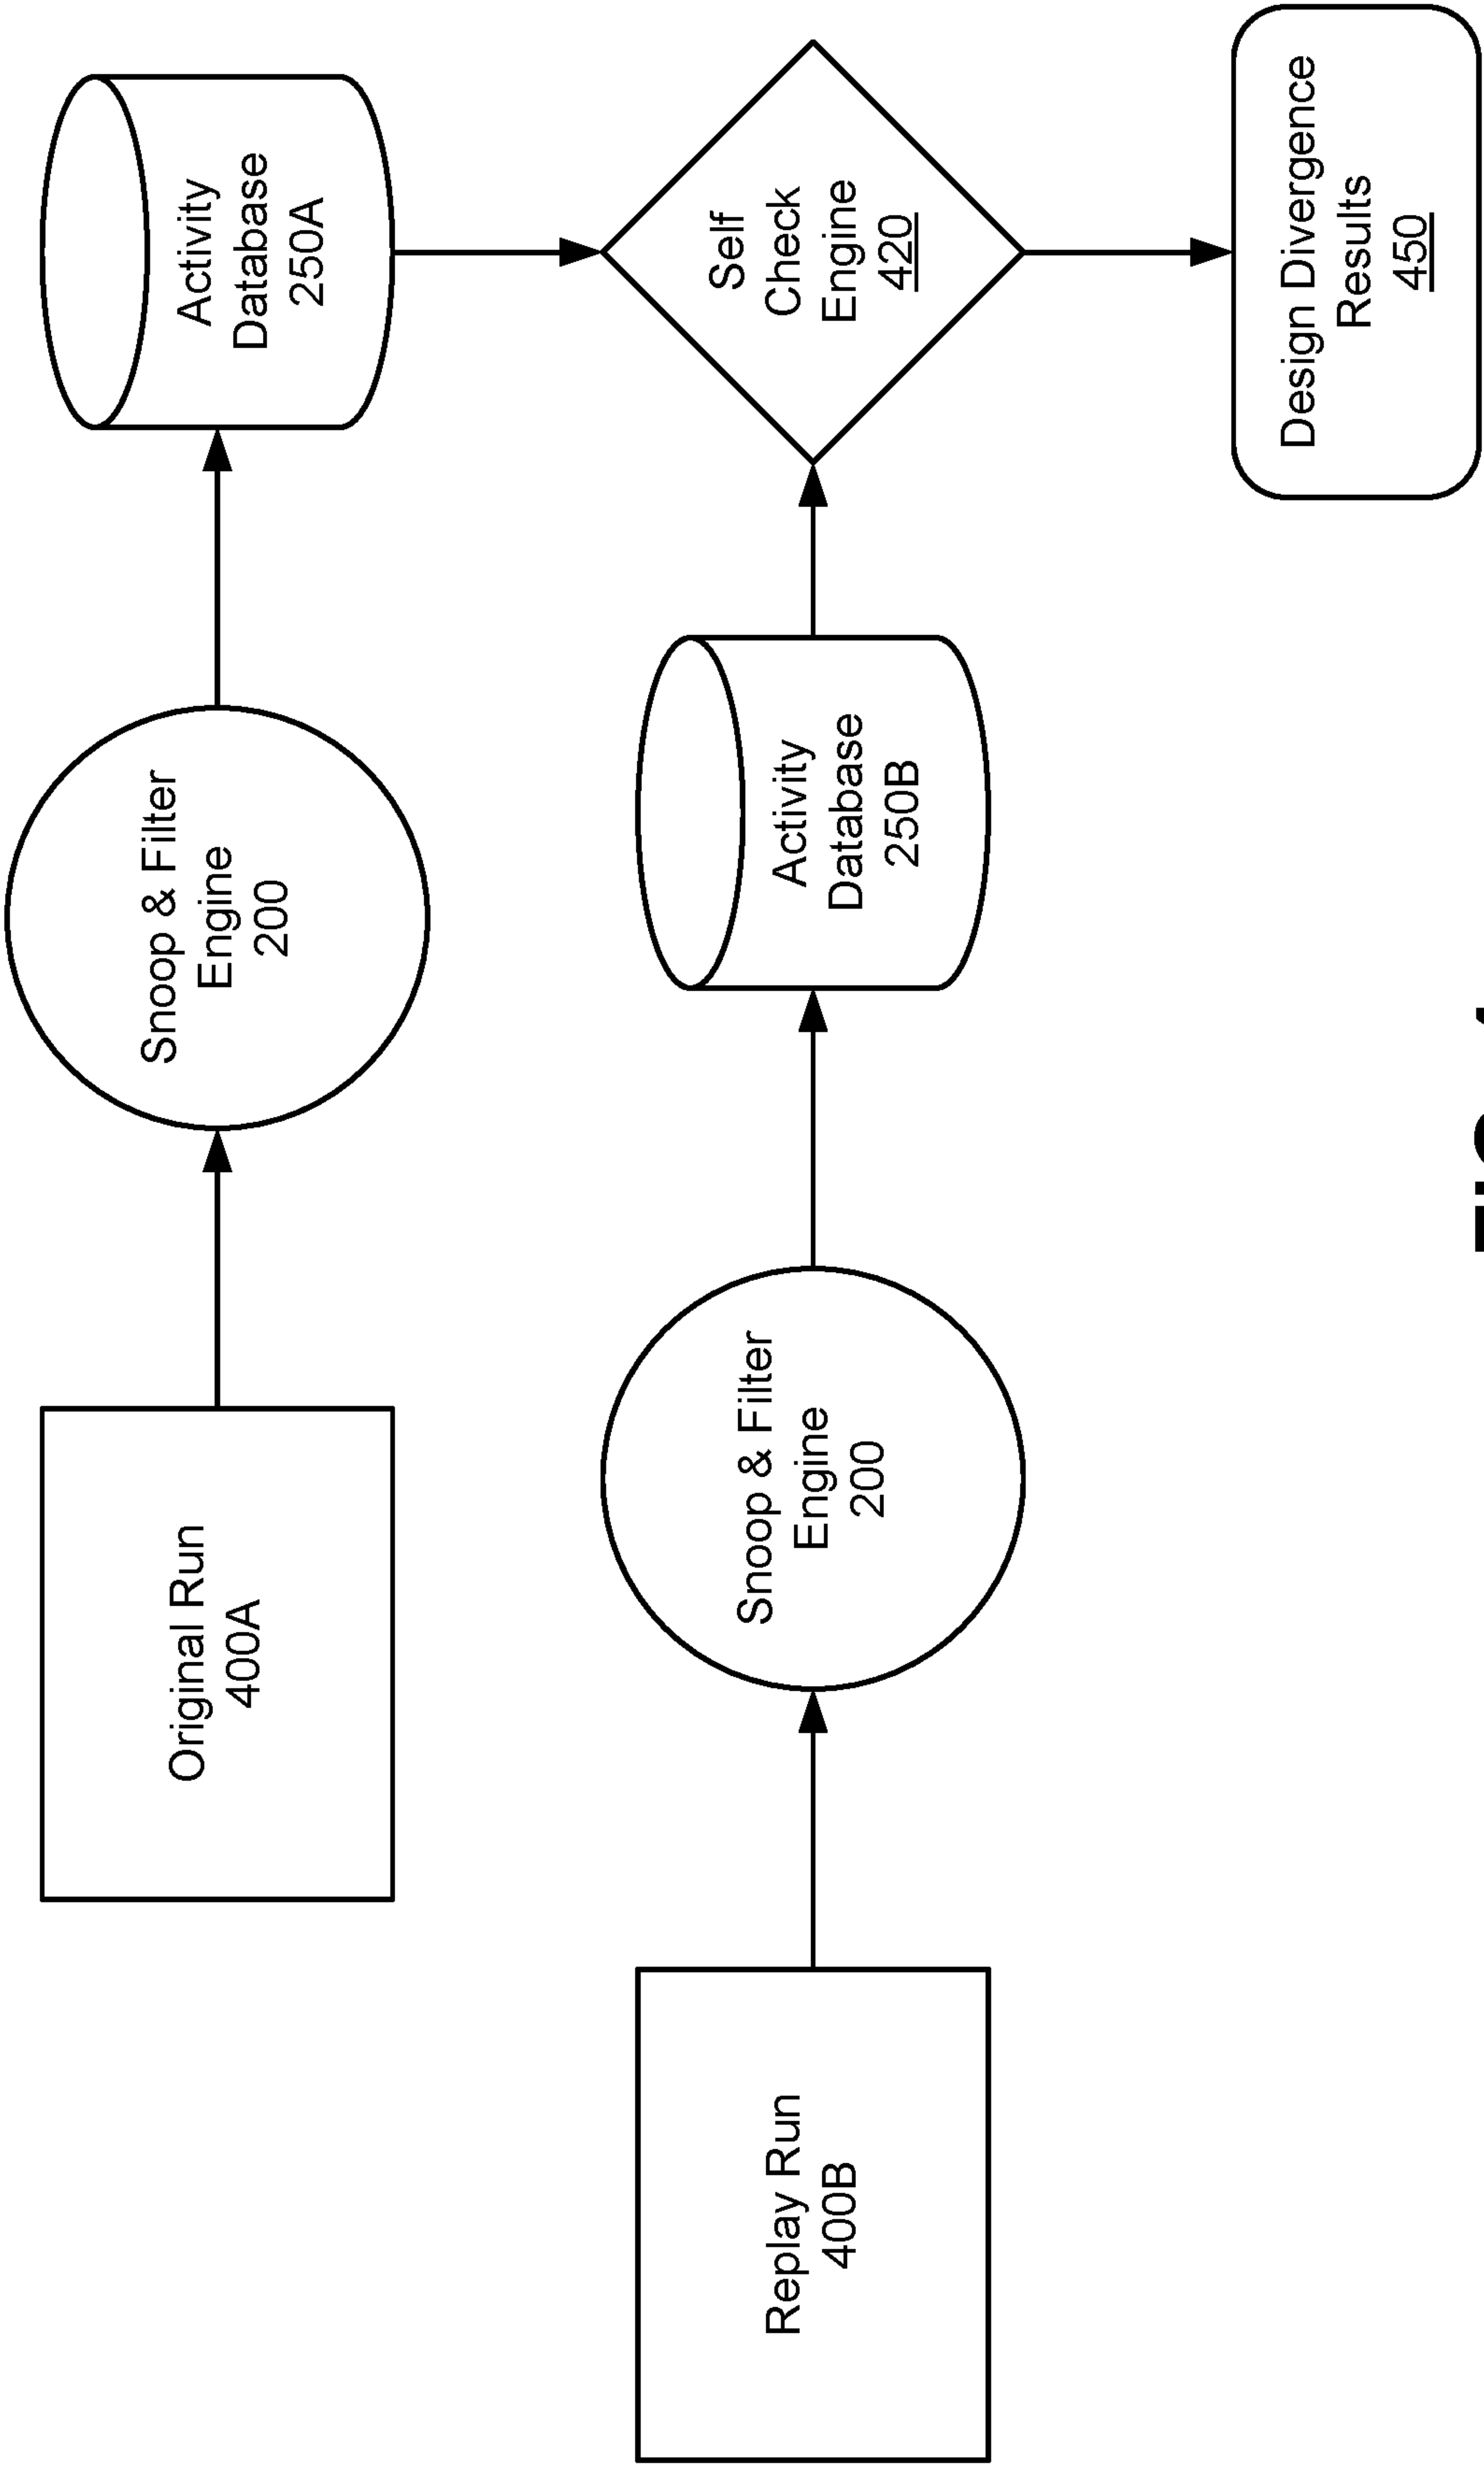 Original Run
400A
Snoop & Filter
Engine
200
Activity
Database
250A
Replay Run
400B
Snoop & Filter
Engine
200
Activity
Database
250B
Self
Check
Engine
420
Design Divergence
Results
450